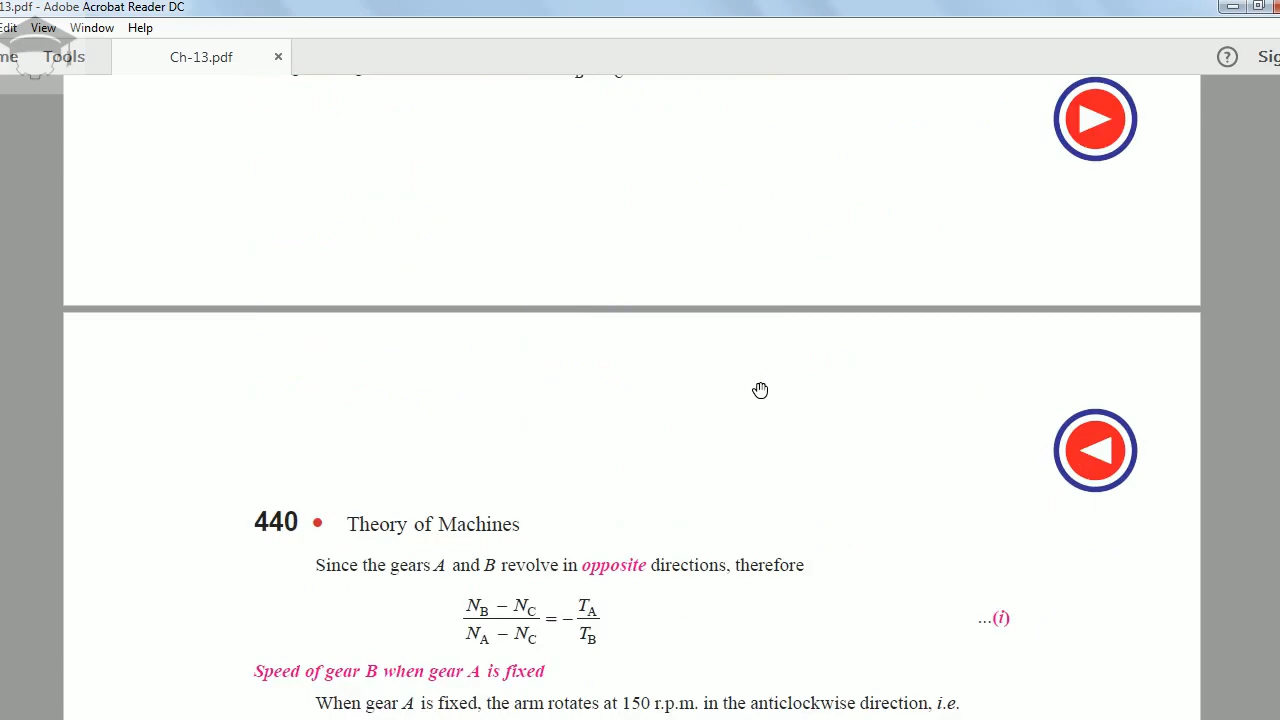 13.pdf - Adobe Acrobat Reader DC
Edit View Window Help
me Tools Ch-13.pdf × ? Sig
440 • Theory of Machines
Since the gears A and B revolve in opposite directions, therefore
N_B − N_C / N_A − N_C = − T_A / T_B ...(i)
Speed of gear B when gear A is fixed
When gear A is fixed, the arm rotates at 150 r.p.m. in the anticlockwise direction, i.e.